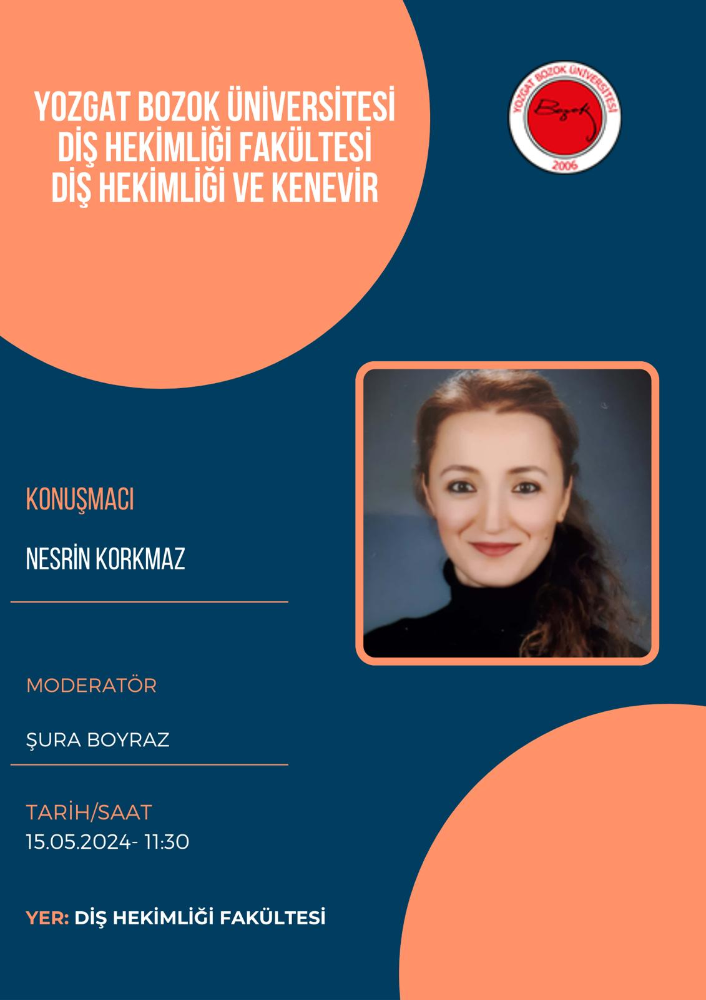 YOZGAT BOZOK ÜNİVERSİTESİ
DİŞ HEKİMLİĞİ FAKÜLTESİ
DİŞ HEKİMLİĞİ VE KENEVİR
YOZGAT BOZOK ÜNİVERSİTESİ
Bozok
2006
KONUŞMACI
NESRİN KORKMAZ
MODERATÖR
ŞURA BOYRAZ
TARİH/SAAT
15.05.2024- 11:30
YER: DİŞ HEKİMLİĞİ FAKÜLTESİ